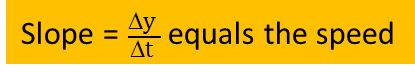 Slope = Δy/Δt equals the speed